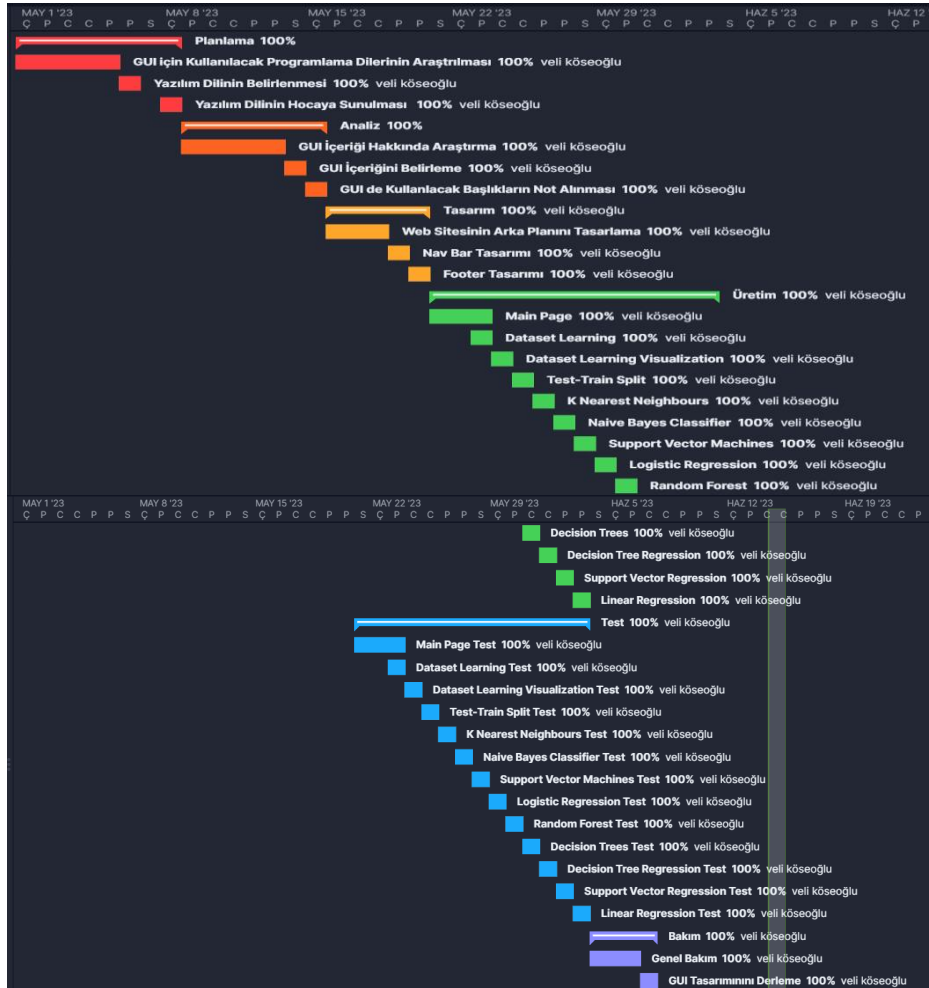 MAY 1 '23 MAY 8 '23 MAY 15 '23 MAY 22 '23 MAY 29 '23 HAZ 5 '23 HAZ 12
Ç P C C P P S Ç P C C P P S Ç P C C P P S Ç P C C P P S Ç P C C P P S Ç P C C P P S Ç P
Planlama 100%
GUI için Kullanılacak Programlama Dilerinin Araştrılması 100% veli köseoğlu
Yazılım Dilinin Belirlenmesi 100% veli köseoğlu
Yazılım Dilinin Hocaya Sunulması 100% veli köseoğlu
Analiz 100%
GUI İçeriği Hakkında Araştırma 100% veli köseoğlu
GUI İçeriğini Belirleme 100% veli köseoğlu
GUI de Kullanlacak Başlıkların Not Alınması 100% veli köseoğlu
Tasarım 100% veli köseoğlu
Web Sitesinin Arka Planını Tasarlama 100% veli köseoğlu
Nav Bar Tasarımı 100% veli köseoğlu
Footer Tasarımı 100% veli köseoğlu
Üretim 100% veli köseoğlu
Main Page 100% veli köseoğlu
Dataset Learning 100% veli köseoğlu
Dataset Learning Visualization 100% veli köseoğlu
Test-Train Split 100% veli köseoğlu
K Nearest Neighbours 100% veli köseoğlu
Naive Bayes Classifier 100% veli köseoğlu
Support Vector Machines 100% veli köseoğlu
Logistic Regression 100% veli köseoğlu
Random Forest 100% veli köseoğlu
MAY 1 '23 MAY 8 '23 MAY 15 '23 MAY 22 '23 MAY 29 '23 HAZ 5 '23 HAZ 12 '23 HAZ 19 '23
Ç P C C P P S Ç P C C P P S Ç P C C P P S Ç P C C P P S Ç P C C P P S Ç P C C P P S Ç P C C P P S Ç P C C P
Decision Trees 100% veli köseoğlu
Decision Tree Regression 100% veli köseoğlu
Support Vector Regression 100% veli köseoğlu
Linear Regression 100% veli köseoğlu
Test 100% veli köseoğlu
Main Page Test 100% veli köseoğlu
Dataset Learning Test 100% veli köseoğlu
Dataset Learning Visualization Test 100% veli köseoğlu
Test-Train Split Test 100% veli köseoğlu
K Nearest Neighbours Test 100% veli köseoğlu
Naive Bayes Classifier Test 100% veli köseoğlu
Support Vector Machines Test 100% veli köseoğlu
Logistic Regression Test 100% veli köseoğlu
Random Forest Test 100% veli köseoğlu
Decision Trees Test 100% veli köseoğlu
Decision Tree Regression Test 100% veli köseoğlu
Support Vector Regression Test 100% veli köseoğlu
Linear Regression Test 100% veli köseoğlu
Bakım 100% veli köseoğlu
Genel Bakım 100% veli köseoğlu
GUI Tasarımınını Derleme 100% veli köseoğlu